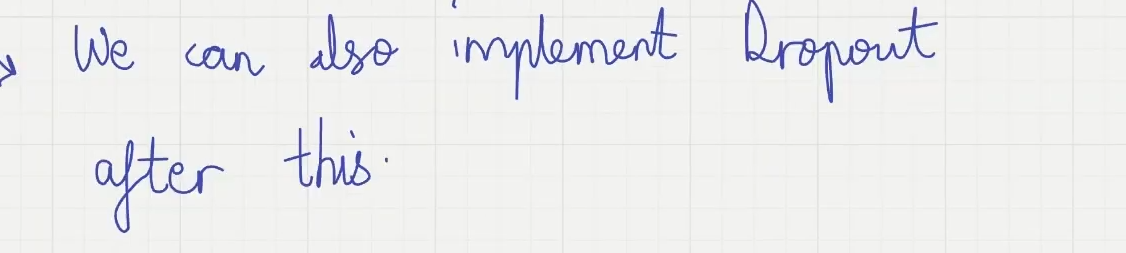 → We can also implement Dropout
after this.